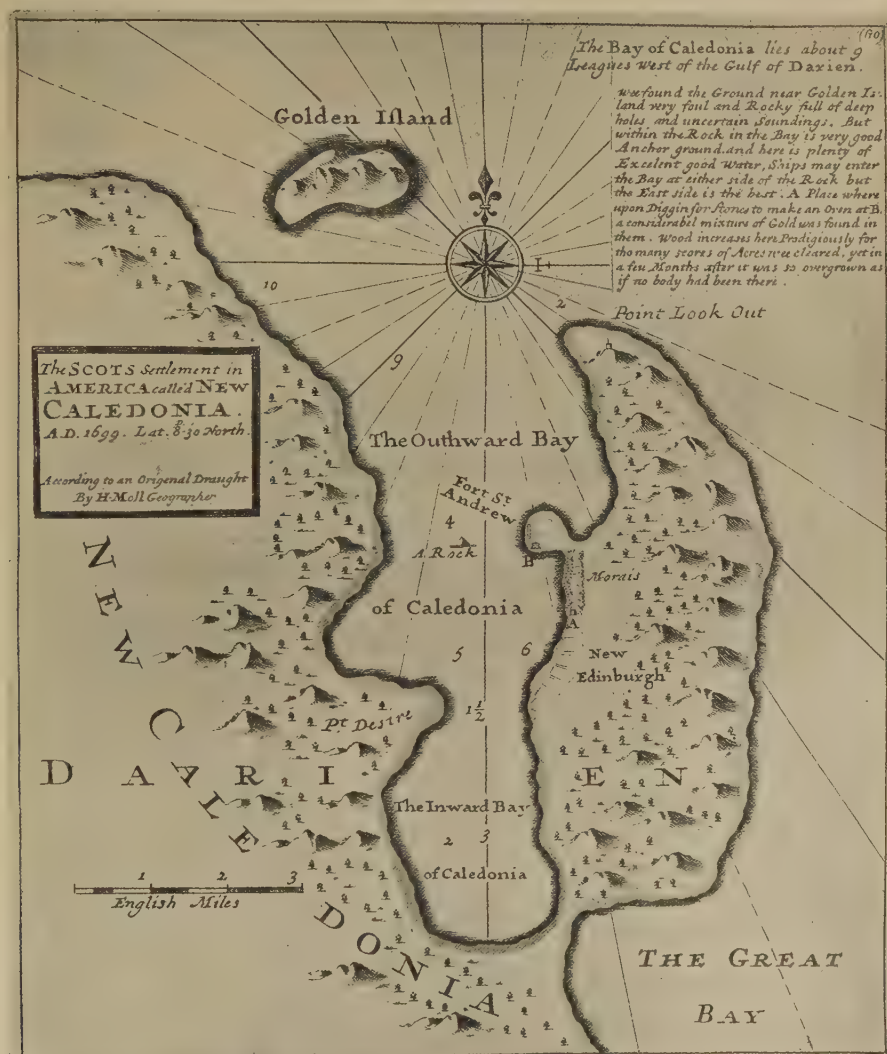 (60)
The Bay of Caledonia lies about 9
Leagues West of the Gulf of Darien.
wee found the Ground near Golden Is-
land very foul and Rocky full of deep
holes and uncertain Soundings. But
within the Rock in the Bay is very good
Anchor ground. and here is plenty of
Excelent good Water, Ships may enter
the Bay at either side of the Rock but
the East side is the best. A Place where
upon Diggin for stones to make an Oven at B.
a considerabel mixture of Gold was found in
them. Wood increases here Prodigiously for
tho many scores of Acres wee cleared, yet in
a few Months after it was so overgrown as
if no body had been there.
Golden Iſland
10
2
Point Look Out
9
The SCOTS Settlement in
AMERICA calle'd NEW
CALEDONIA.
A.D. 1699. Lat. 8-30 North.
According to an Origenal Draught
By H. Moll Geographer
The Outhward Bay
Fort St
Andrew
4
A Rock
B
Morais
of Caledonia
A
5
6
New
Edinburgh
1 1/2
Pt. Desire
NEW CALEDONIA
DAARIEN
The Inward Bay
2
3
of Caledonia
1 2 3
English Miles
THE GREAT
BAY